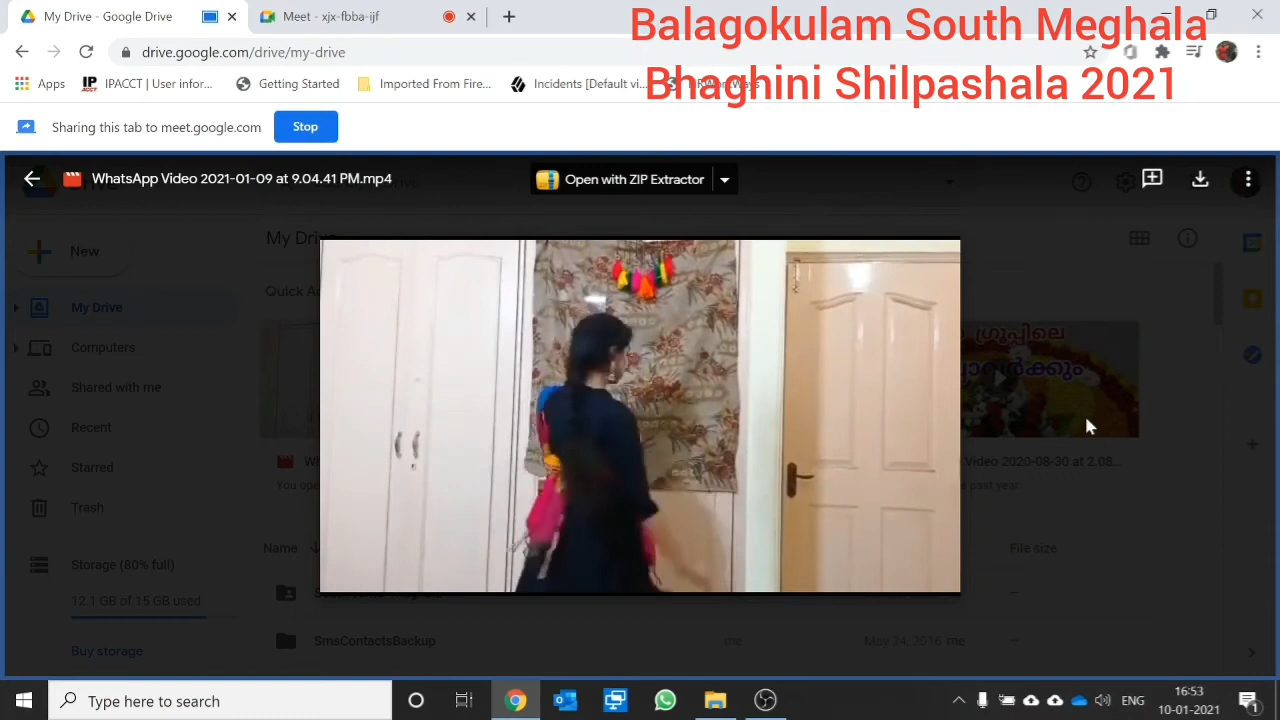 My Drive - Google Drive
Meet - xjx-fbba-ijf
Balagokulam South Meghala
Bhaghini Shilpashala 2021
drive.google.com/drive/my-drive
Apps
IPACCT | User infor...
Getting Started
Imported From Fire...
Incidents [Default vi...
Sharing this tab to meet.google.com
Stop
WhatsApp Video 2021-01-09 at 9.04.41 PM.mp4
Open with ZIP Extractor
New
My Drive
Computers
Shared with me
Recent
Starred
Trash
Storage (80% full)
12.1 GB of 15 GB used
Buy storage
ഗ്രൂപ്പിലെ
Video 2020-08-30 at 2.08...
past year
Name
File size
SmsContactsBackup
me
May 24, 2016 me
Type here to search
ENG
16:53
10-01-2021
1